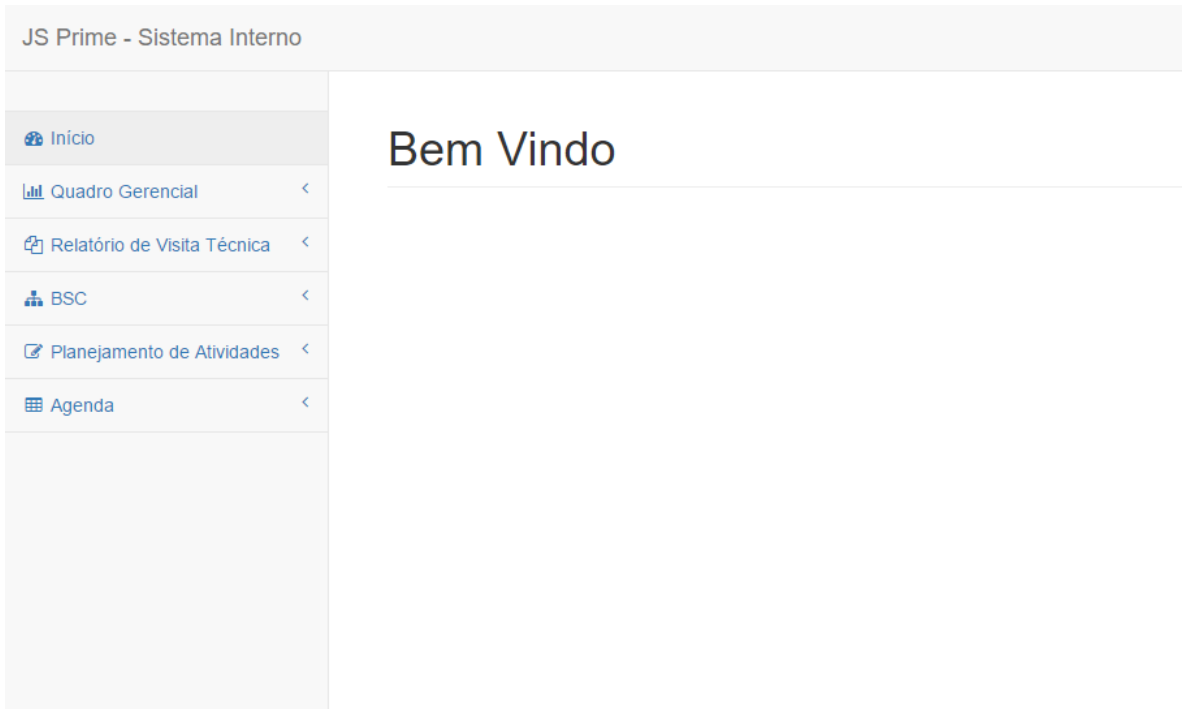 JS Prime - Sistema Interno
Início
Bem Vindo
Quadro Gerencial
Relatório de Visita Técnica
BSC
Planejamento de Atividades
Agenda